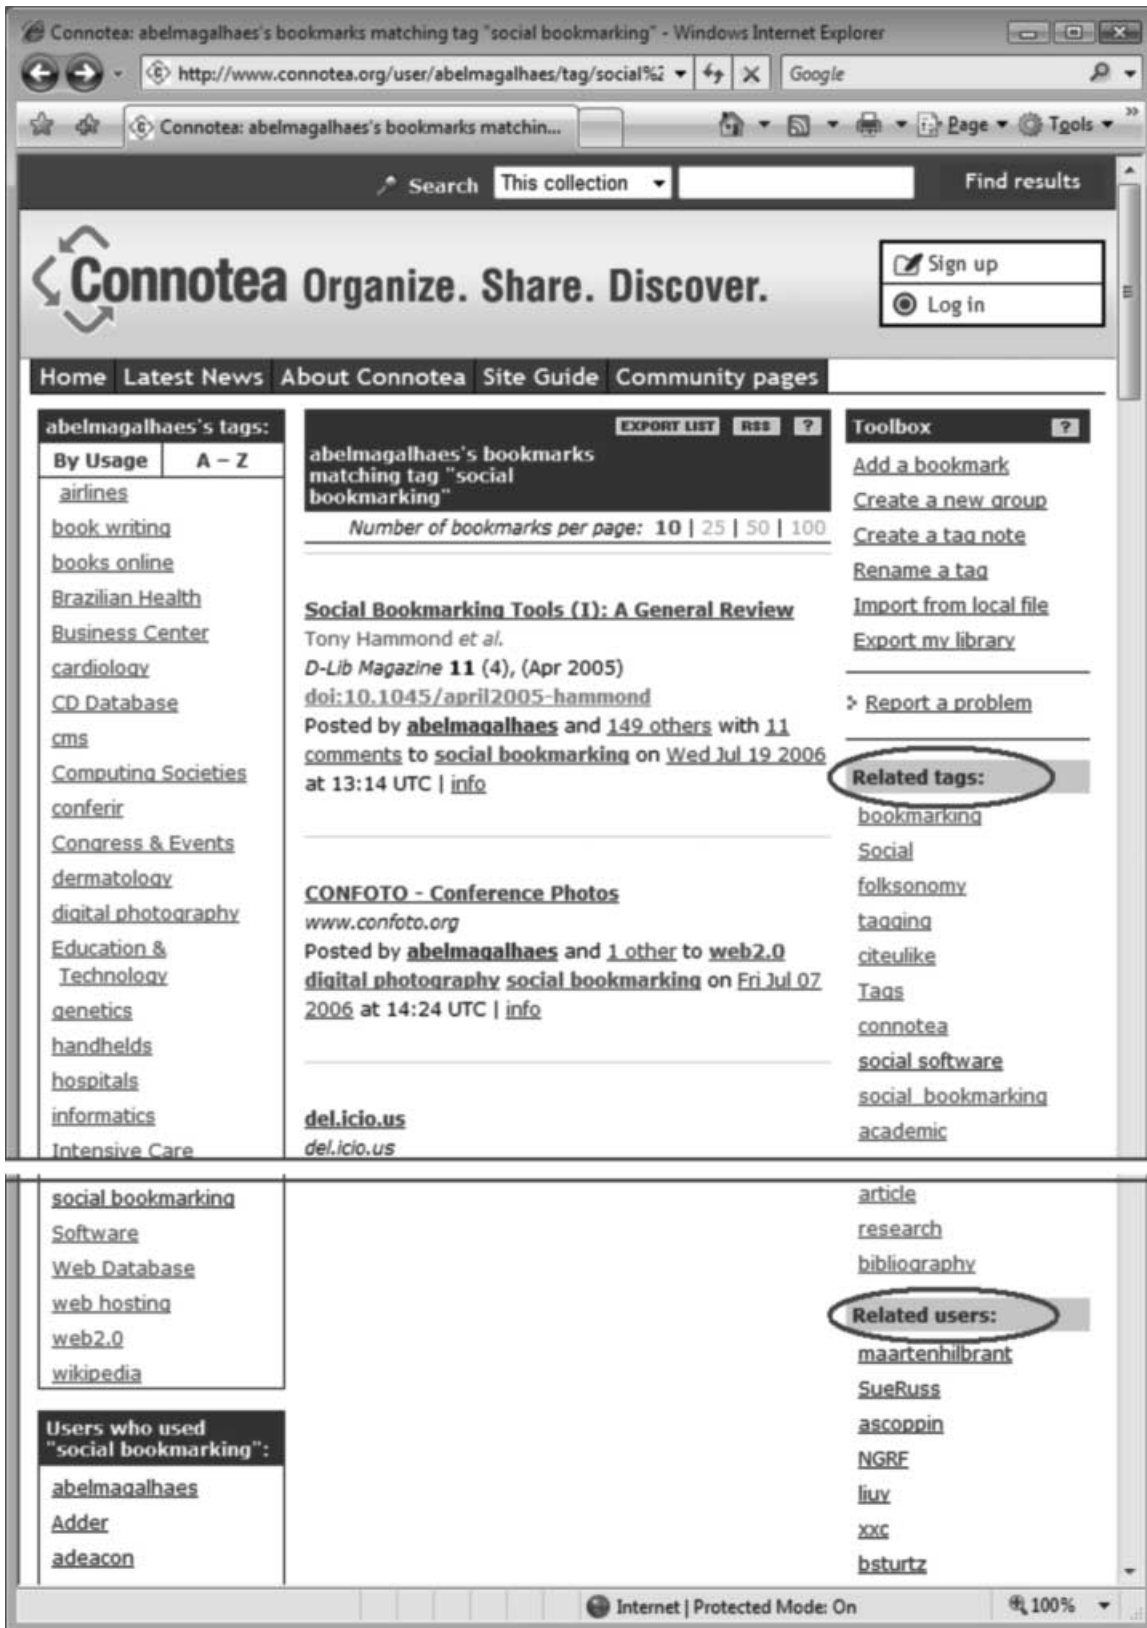 Connotea: abelmagalhaes's bookmarks matching tag "social bookmarking" - Windows Internet Explorer
http://www.connotea.org/user/abelmagalhaes/tag/social%2
Google
Connotea: abelmagalhaes's bookmarks matchin...
Page
Tools
Search
This collection
Find results
Connotea Organize. Share. Discover.
Sign up
Log in
Home
Latest News
About Connotea
Site Guide
Community pages
abelmagalhaes's tags:
By Usage
A – Z
airlines
book writing
books online
Brazilian Health
Business Center
cardiology
CD Database
cms
Computing Societies
conferir
Congress & Events
dermatology
digital photography
Education &
Technology
genetics
handhelds
hospitals
informatics
Intensive Care
social bookmarking
Software
Web Database
web hosting
web2.0
wikipedia
Users who used
"social bookmarking":
abelmagalhaes
Adder
adeacon
EXPORT LIST
RSS
?
abelmagalhaes's bookmarks
matching tag "social
bookmarking"
Number of bookmarks per page: 10 | 25 | 50 | 100
Social Bookmarking Tools (I): A General Review
Tony Hammond et al.
D-Lib Magazine 11 (4), (Apr 2005)
doi:10.1045/april2005-hammond
Posted by abelmagalhaes and 149 others with 11
comments to social bookmarking on Wed Jul 19 2006
at 13:14 UTC | info
CONFOTO - Conference Photos
www.confoto.org
Posted by abelmagalhaes and 1 other to web2.0
digital photography social bookmarking on Fri Jul 07
2006 at 14:24 UTC | info
del.icio.us
del.icio.us
Toolbox
?
Add a bookmark
Create a new group
Create a tag note
Rename a tag
Import from local file
Export my library
Report a problem
Related tags:
bookmarking
Social
folksonomy
tagging
citeulike
Tags
connotea
social software
social_bookmarking
academic
article
research
bibliography
Related users:
maartenhilbrant
SueRuss
ascoppin
NGRF
liuy
xxc
bsturtz
Internet | Protected Mode: On
100%